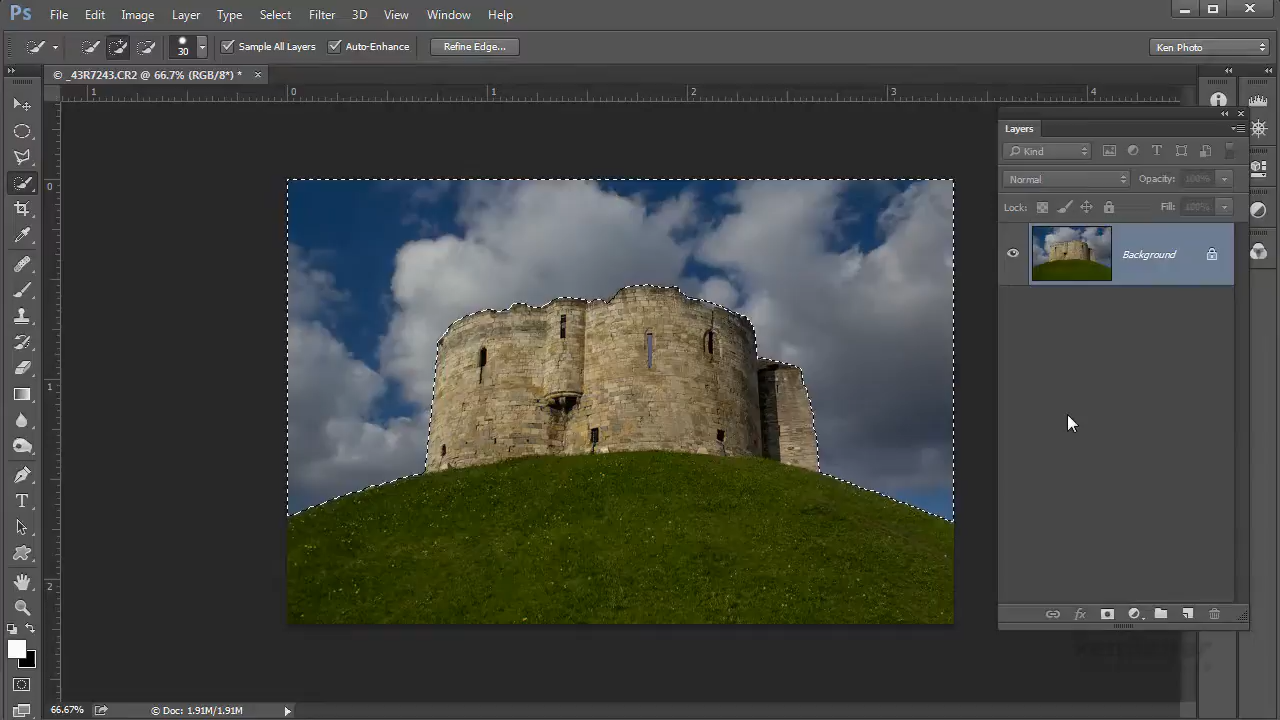 Ps File Edit Image Layer Type Select Filter 3D View Window Help
30 Sample All Layers Auto-Enhance Refine Edge... Ken Photo
© _43R7243.CR2 @ 66.7% (RGB/8*) * ×
1 0 1 2 3 4
Layers
Kind
Normal Opacity: 100%
Lock: Fill: 100%
Background
0
1
2
66.67% © Doc: 1.91M/1.91M